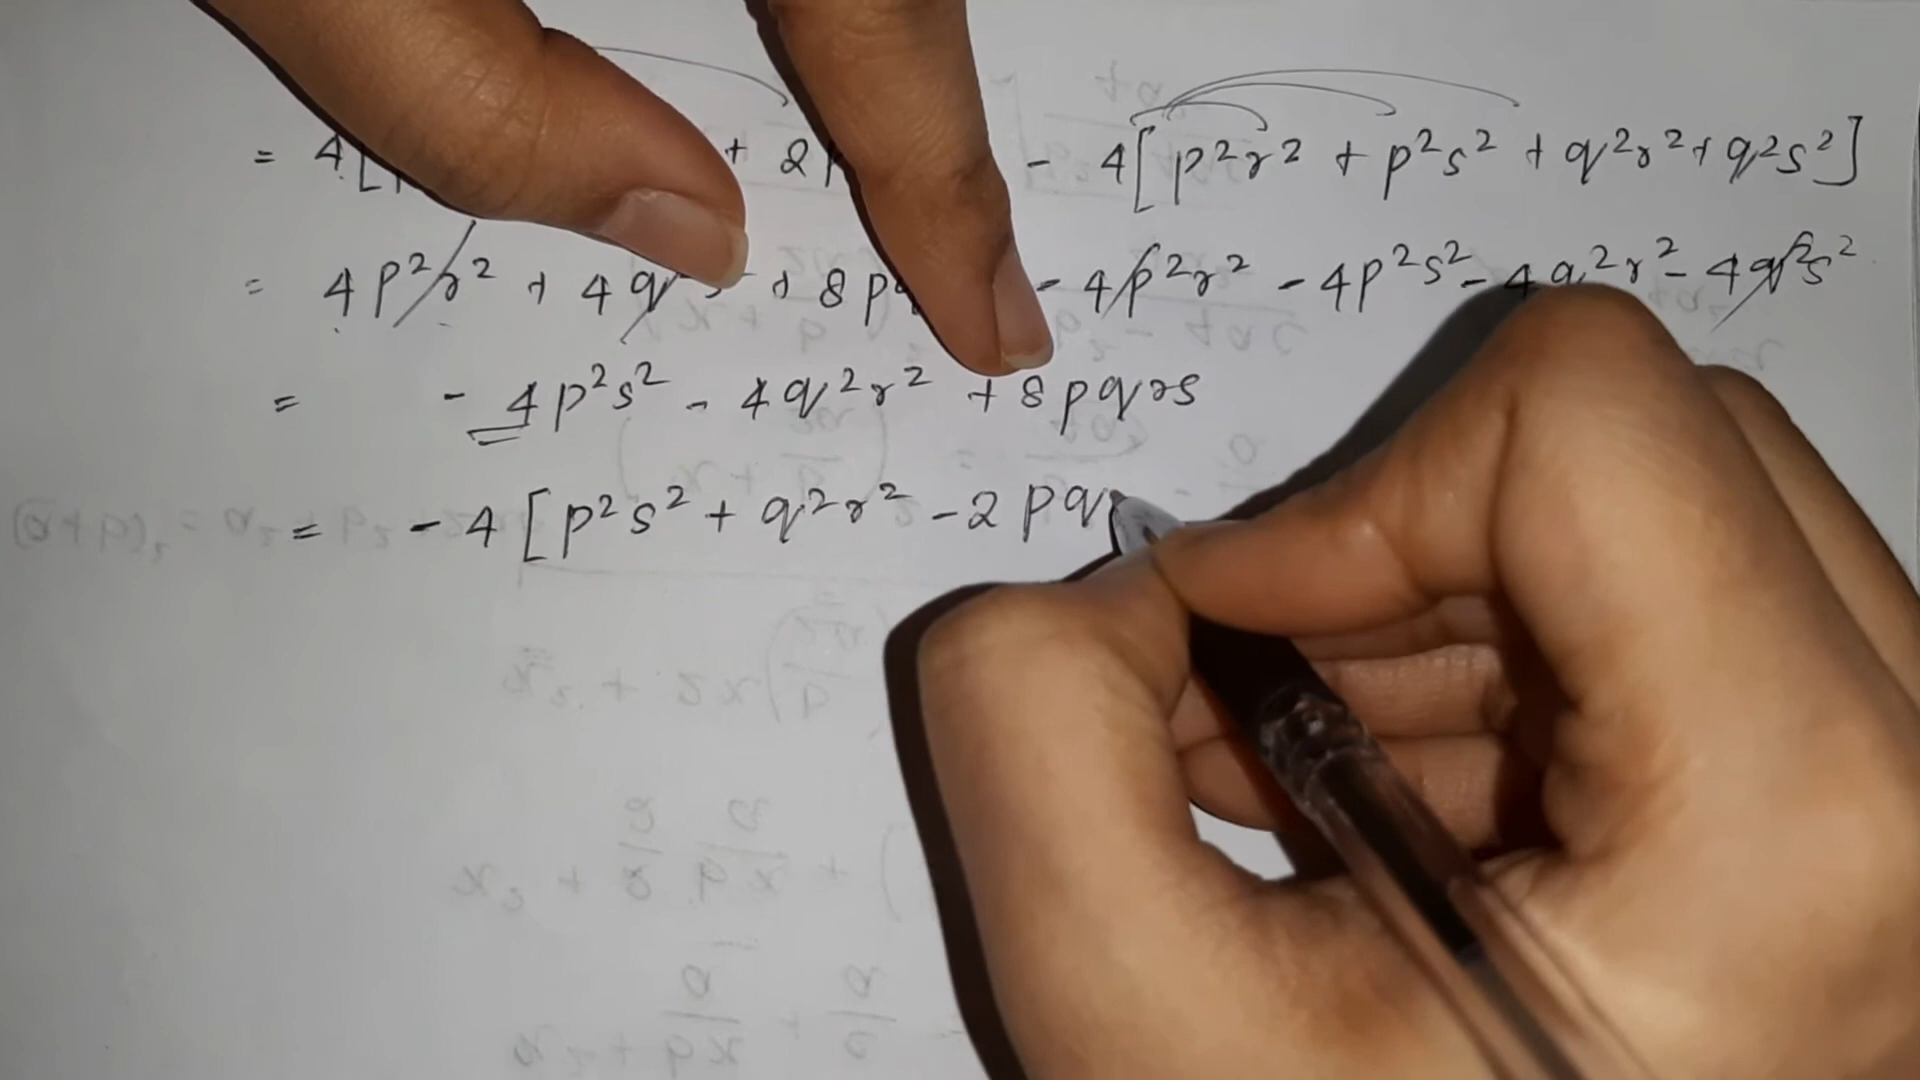 = 4[ + 2 - 4[p²r² + p²s² + q²r² + q²s²]
= 4p²r² + 4q + 8p - 4p²r² - 4p²s² - 4q²r² - 4q²s²
= - 4p²s² - 4q²r² + 8pqrs
= - 4[p²s² + q²r² - 2pq